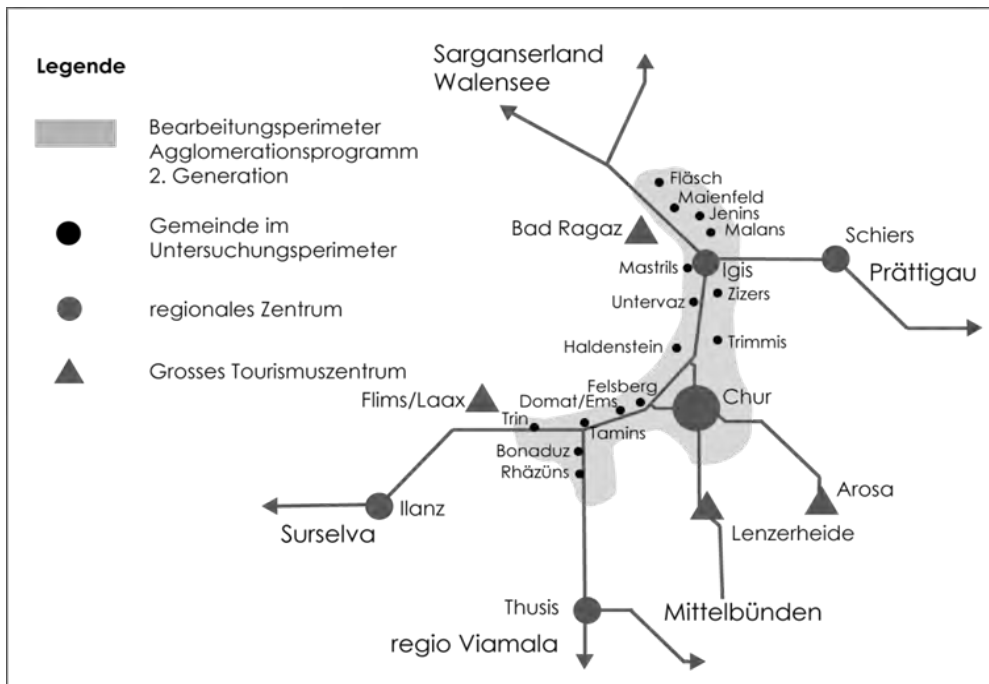 Legende
Bearbeitungsperimeter
Agglomerationsprogramm
2. Generation
Gemeinde im
Untersuchungsperimeter
regionales Zentrum
Grosses Tourismuszentrum
Sarganserland
Walensee
Fläsch
Maienfeld
Jenins
Malans
Bad Ragaz
Schiers
Mastrils
Igis
Prättigau
Untervaz
Zizers
Haldenstein
Trimmis
Felsberg
Flims/Laax
Domat/Ems
Chur
Trin
Tamins
Bonaduz
Rhäzüns
Arosa
Ilanz
Surselva
Lenzerheide
Thusis
Mittelbünden
regio Viamala